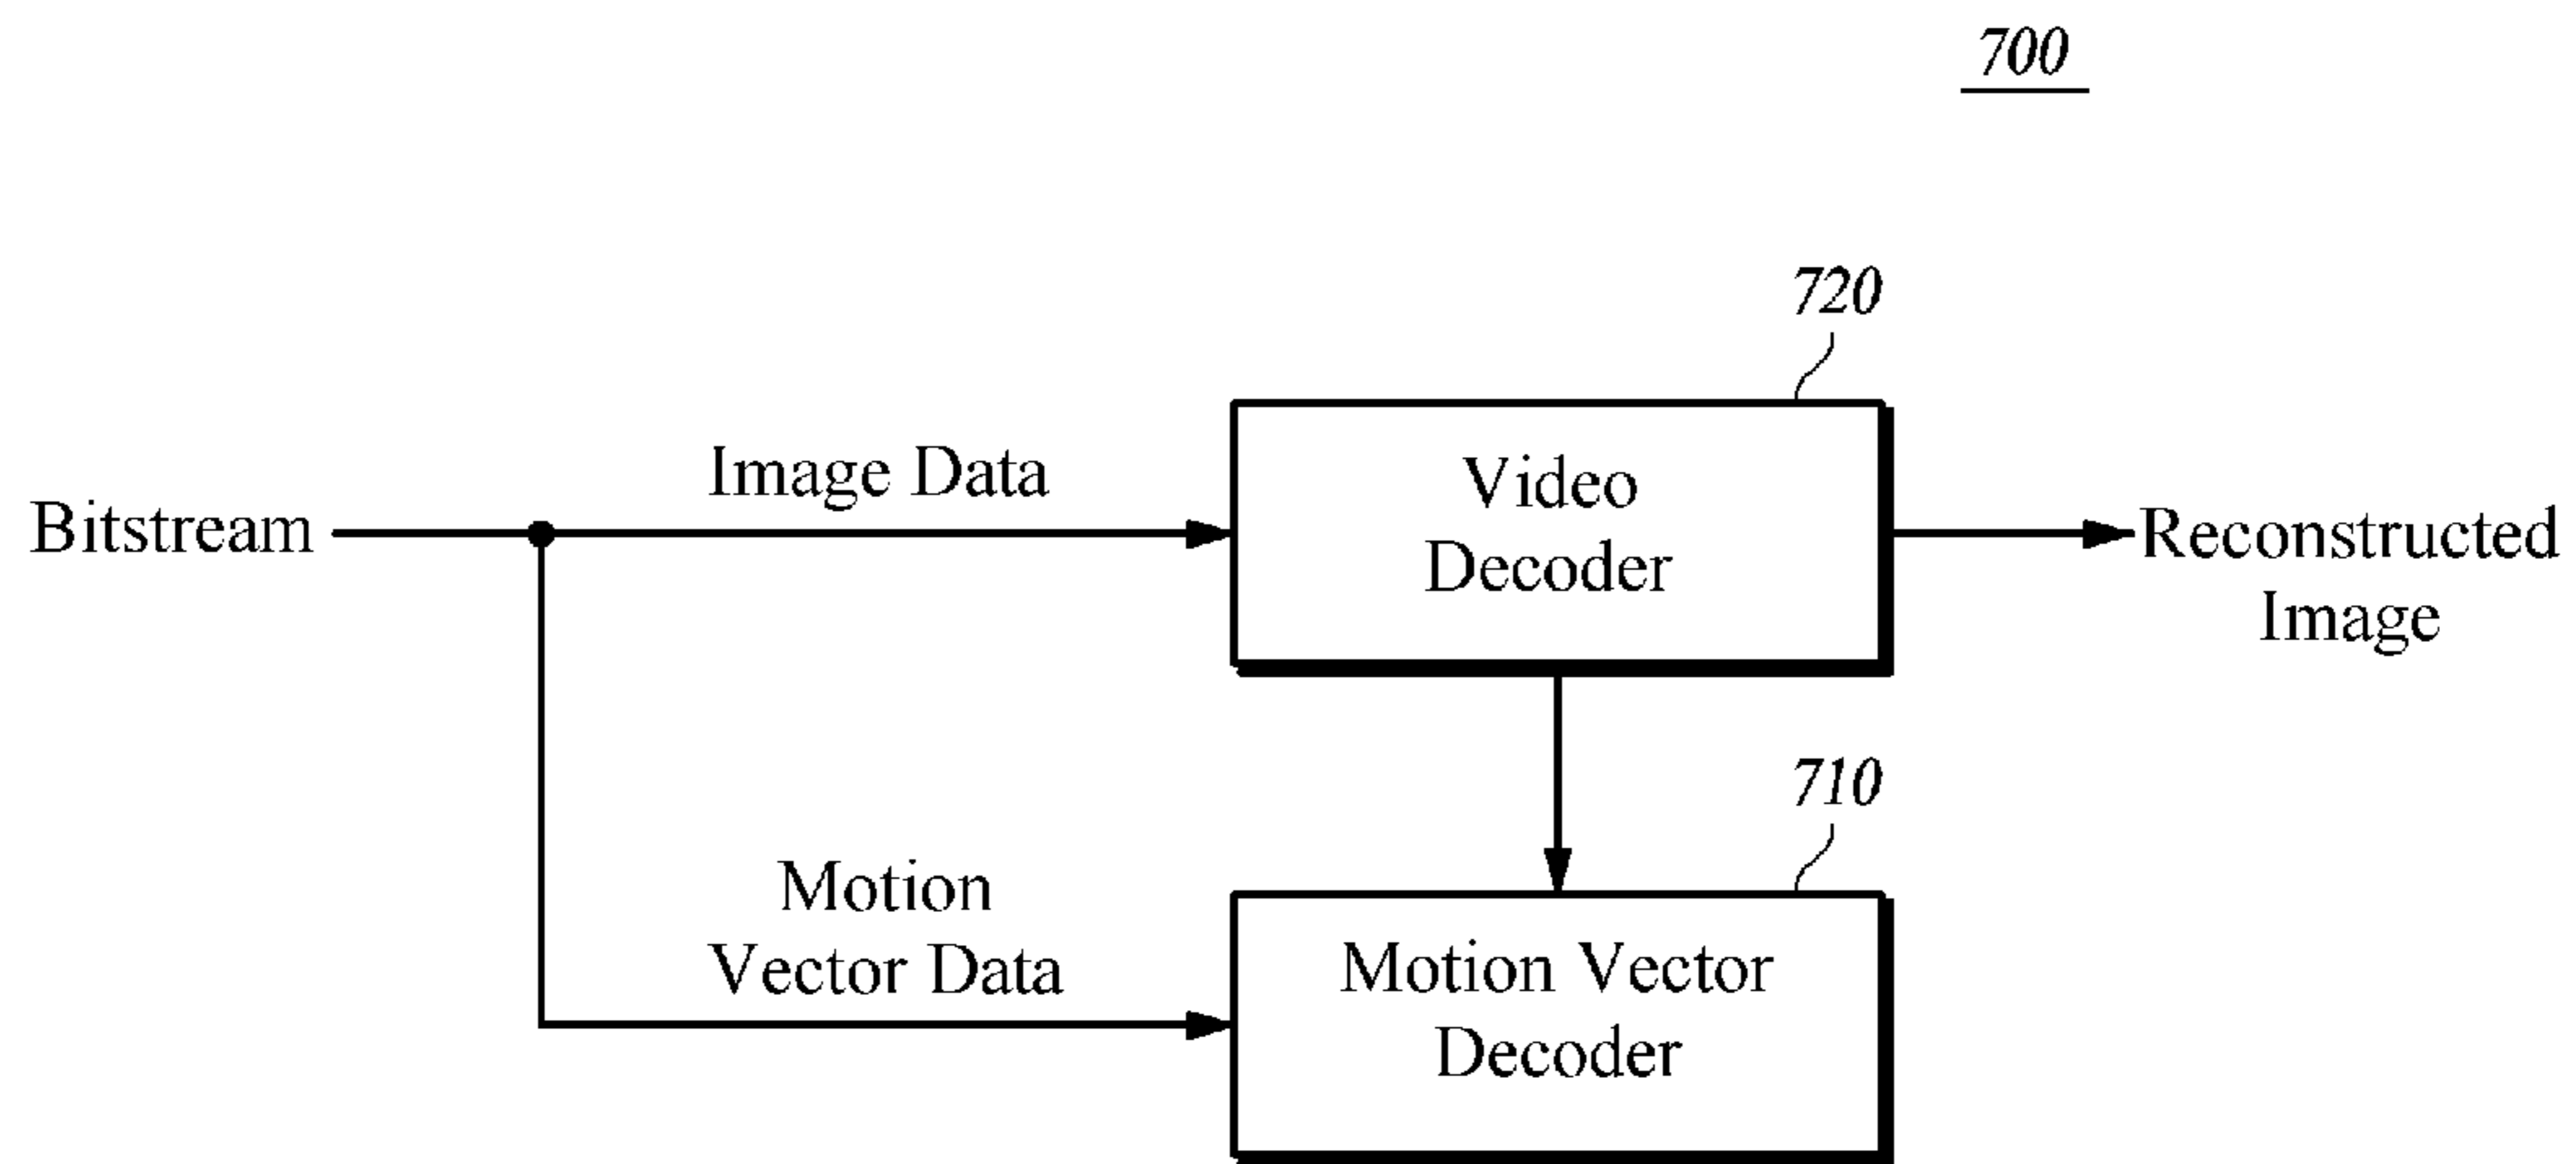 700
720
Image Data
Bitstream
Video
Decoder
Reconstructed
Image
710
Motion
Vector Data
Motion Vector
Decoder